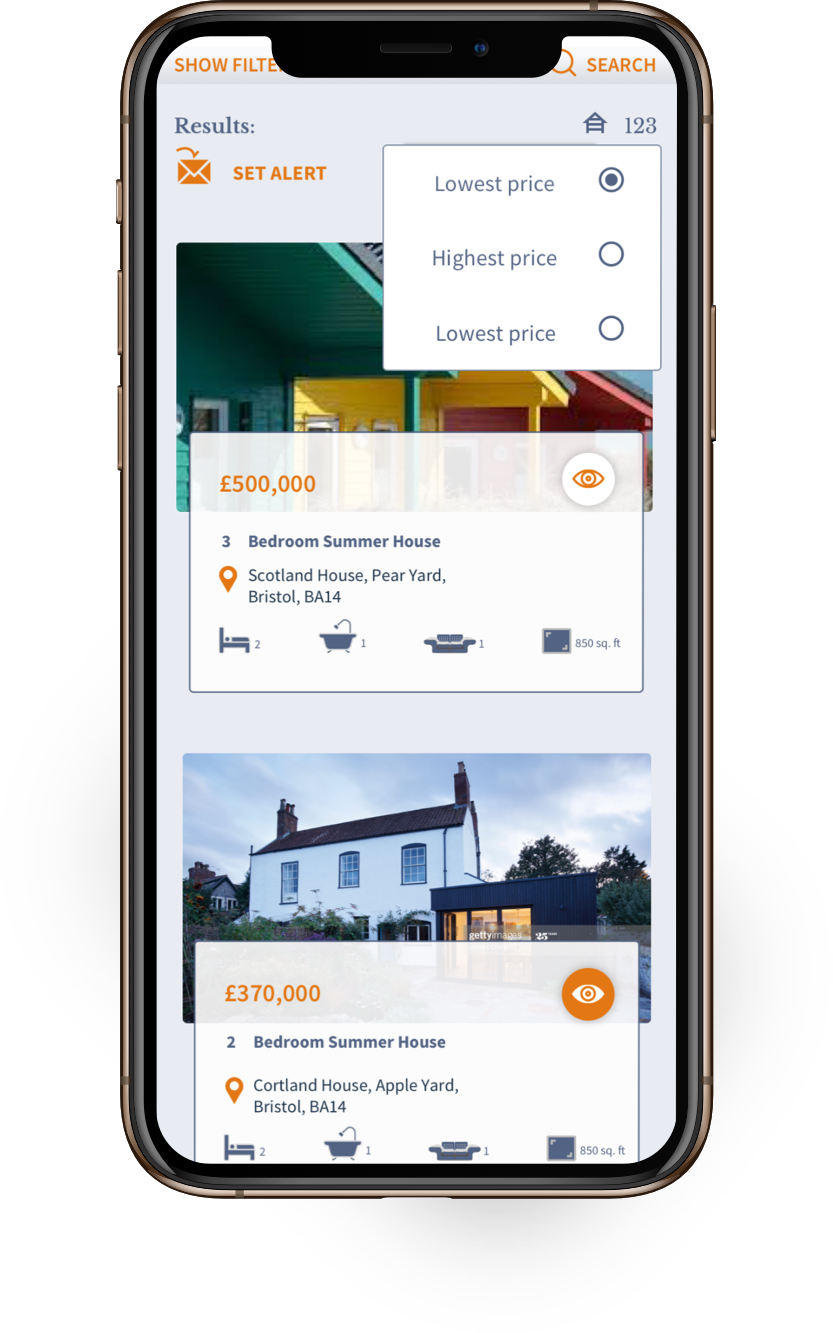 SHOW FILTE
SEARCH
Results:
123
SET ALERT
Lowest price
Highest price
Lowest price
£500,000
3 Bedroom Summer House
Scotland House, Pear Yard,
Bristol, BA14
2 1 1 850 sq. ft
gettyimages 25
£370,000
2 Bedroom Summer House
Cortland House, Apple Yard,
Bristol, BA14
2 1 1 850 sq. ft